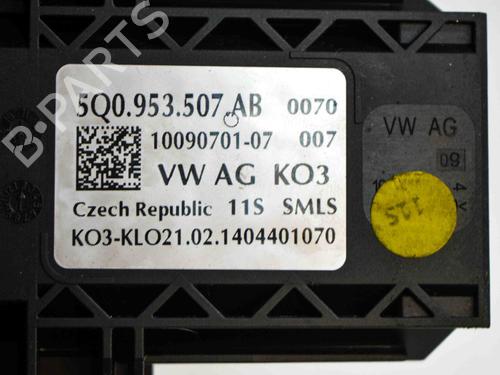 5Q0.953.507 AB 0070
10090701-07 007
VW AG KO3
Czech Republic 11S SMLS
KO3-KLO21.02.1404401070
VW AG
09
B-PARTS